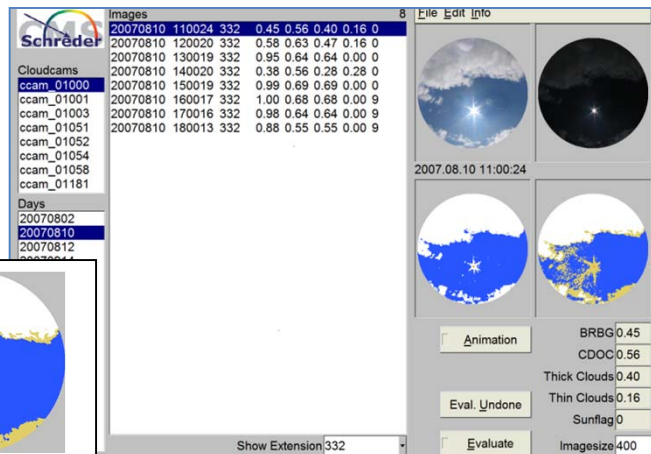 Images 8
File Edit Info
CMS
Schreder
20070810 110024 332 0.45 0.56 0.40 0.16 0
20070810 120020 332 0.58 0.63 0.47 0.16 0
20070810 130019 332 0.95 0.64 0.64 0.00 0
20070810 140020 332 0.38 0.56 0.28 0.28 0
20070810 150019 332 0.99 0.69 0.69 0.00 0
20070810 160017 332 1.00 0.68 0.68 0.00 9
20070810 170016 332 0.98 0.64 0.64 0.00 9
20070810 180013 332 0.88 0.55 0.55 0.00 9
Cloudcams
ccam_01000
ccam_01001
ccam_01003
ccam_01051
ccam_01052
ccam_01054
ccam_01058
ccam_01181
Days
20070802
20070810
20070812
2007.08.10 11:00:24
Animation
Eval. Undone
Evaluate
BRBG 0.45
CDOC 0.56
Thick Clouds 0.40
Thin Clouds 0.16
Sunflag 0
Imagesize 400
Show Extension 332